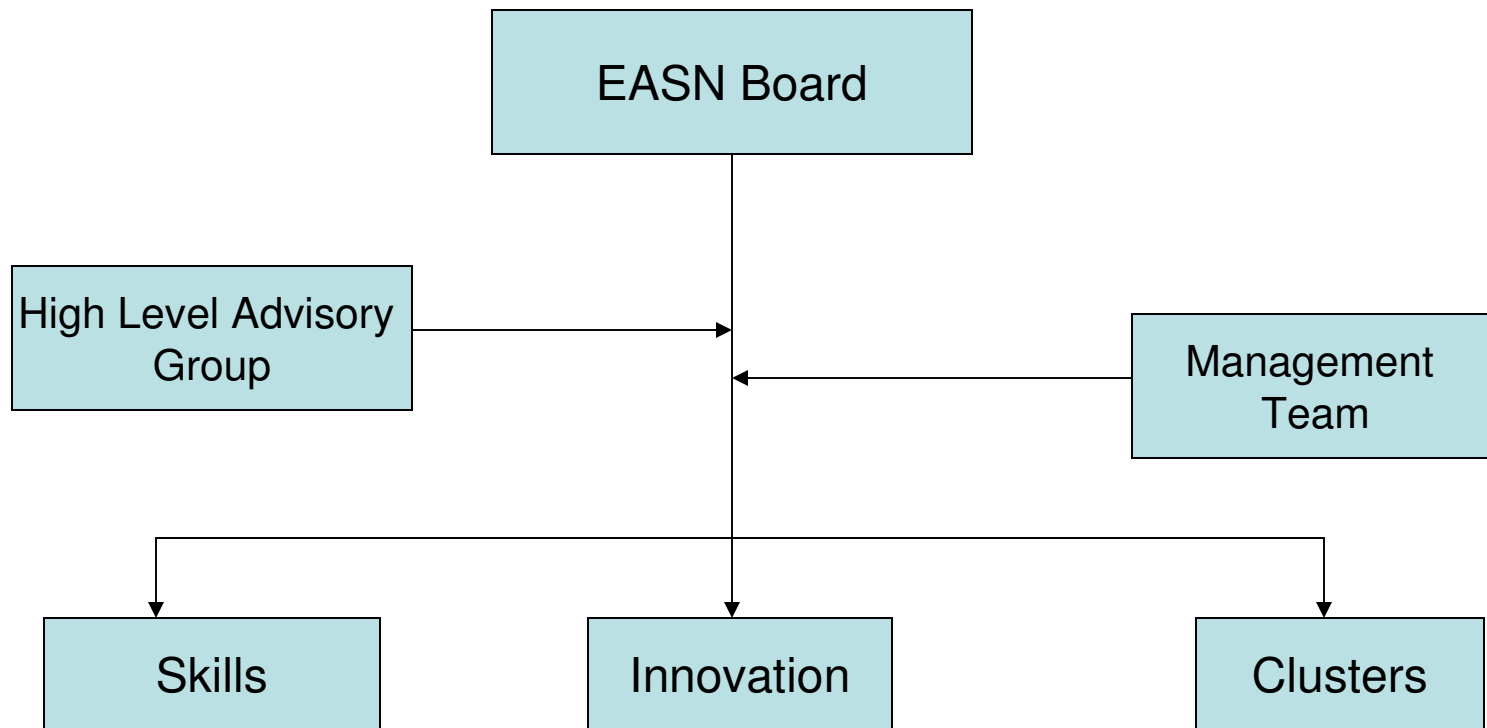 EASN Board
High Level Advisory
Group
Management
Team
Skills
Innovation
Clusters